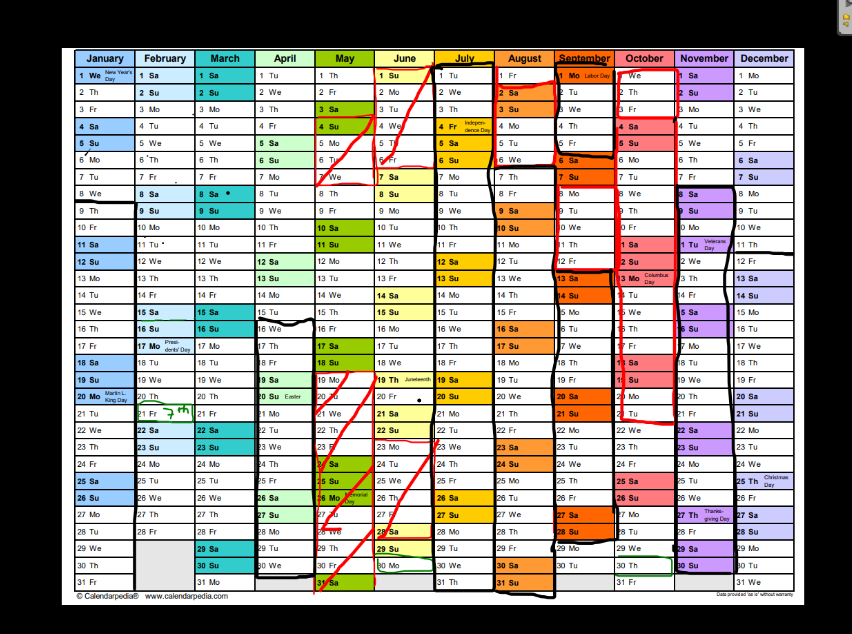 January February March April May June July August September October November December
1 We New Year's Day 1 Sa 1 Sa 1 Tu 1 Th 1 Su 1 Tu 1 Fr 1 Mo Labor Day 1 We 1 Sa 1 Mo
2 Th 2 Su 2 Su 2 We 2 Fr 2 Mo 2 We 2 Sa 2 Tu 2 Th 2 Su 2 Tu
3 Fr 3 Mo 3 Mo 3 Th 3 Sa 3 Tu 3 Th 3 Su 3 We 3 Fr 3 Mo 3 We
4 Sa 4 Tu 4 Tu 4 Fr 4 Su 4 We 4 Fr Indepen-dence Day 4 Mo 4 Th 4 Sa 4 Tu 4 Th
5 Su 5 We 5 We 5 Sa 5 Mo 5 Th 5 Sa 5 Tu 5 Fr 5 Su 5 We 5 Fr
6 Mo 6 Th 6 Th 6 Su 6 Tu 6 Fr 6 Su 6 We 6 Sa 6 Mo 6 Th 6 Sa
7 Tu 7 Fr 7 Fr 7 Mo 7 We 7 Sa 7 Mo 7 Th 7 Su 7 Tu 7 Fr 7 Su
8 We 8 Sa 8 Sa 8 Tu 8 Th 8 Su 8 Tu 8 Fr 8 Mo 8 We 8 Sa 8 Mo
9 Th 9 Su 9 Su 9 We 9 Fr 9 Mo 9 We 9 Sa 9 Tu 9 Th 9 Su 9 Tu
10 Fr 10 Mo 10 Mo 10 Th 10 Sa 10 Tu 10 Th 10 Su 10 We 10 Fr 10 Mo 10 We
11 Sa 11 Tu 11 Tu 11 Fr 11 Su 11 We 11 Fr 11 Mo 11 Th 11 Sa 11 Tu Veterans Day 11 Th
12 Su 12 We 12 We 12 Sa 12 Mo 12 Th 12 Sa 12 Tu 12 Fr 12 Su 12 We 12 Fr
13 Mo 13 Th 13 Th 13 Su 13 Tu 13 Fr 13 Su 13 We 13 Sa 13 Mo Columbus Day 13 Th 13 Sa
14 Tu 14 Fr 14 Fr 14 Mo 14 We 14 Sa 14 Mo 14 Th 14 Su 14 Tu 14 Fr 14 Su
15 We 15 Sa 15 Sa 15 Tu 15 Th 15 Su 15 Tu 15 Fr 15 Mo 15 We 15 Sa 15 Mo
16 Th 16 Su 16 Su 16 We 16 Fr 16 Mo 16 We 16 Sa 16 Tu 16 Th 16 Su 16 Tu
17 Fr 17 Mo Presi-dents' Day 17 Mo 17 Th 17 Sa 17 Tu 17 Th 17 Su 17 We 17 Fr 17 Mo 17 We
18 Sa 18 Tu 18 Tu 18 Fr 18 Su 18 We 18 Fr 18 Mo 18 Th 18 Sa 18 Tu 18 Th
19 Su 19 We 19 We 19 Sa 19 Mo 19 Th Juneteenth 19 Sa 19 Tu 19 Fr 19 Su 19 We 19 Fr
20 Mo Martin L. King Day 20 Th 20 Th 20 Su Easter 20 Tu 20 Fr 20 Su 20 We 20 Sa 20 Mo 20 Th 20 Sa
21 Tu 21 Fr 7th 21 Fr 21 Mo 21 We 21 Sa 21 Mo 21 Th 21 Su 21 Tu 21 Fr 21 Su
22 We 22 Sa 22 Sa 22 Tu 22 Th 22 Su 22 Tu 22 Fr 22 Mo 22 We 22 Sa 22 Mo
23 Th 23 Su 23 Su 23 We 23 Fr 23 Mo 23 We 23 Sa 23 Tu 23 Th 23 Su 23 Tu
24 Fr 24 Mo 24 Mo 24 Th 24 Sa 24 Tu 24 Th 24 Su 24 We 24 Fr 24 Mo 24 We
25 Sa 25 Tu 25 Tu 25 Fr 25 Su 25 We 25 Fr 25 Mo 25 Th 25 Sa 25 Tu 25 Th Christmas Day
26 Su 26 We 26 We 26 Sa 26 Mo Memorial Day 26 Th 26 Sa 26 Tu 26 Fr 26 Su 26 We 26 Fr
27 Mo 27 Th 27 Th 27 Su 27 Tu 27 Fr 27 Su 27 We 27 Sa 27 Mo 27 Th Thanks-giving Day 27 Sa
28 Tu 28 Fr 28 Fr 28 Mo 28 We 28 Sa 28 Mo 28 Th 28 Su 28 Tu 28 Fr 28 Su
29 We 29 Sa 29 Tu 29 Th 29 Su 29 Tu 29 Fr 29 Mo 29 We 29 Sa 29 Mo
30 Th 30 Su 30 We 30 Fr 30 Mo 30 We 30 Sa 30 Tu 30 Th 30 Su 30 Tu
31 Fr 31 Mo 31 Sa 31 Th 31 Su 31 Fr 31 We
© Calendarpedia® www.calendarpedia.com Data provided 'as is' without warranty